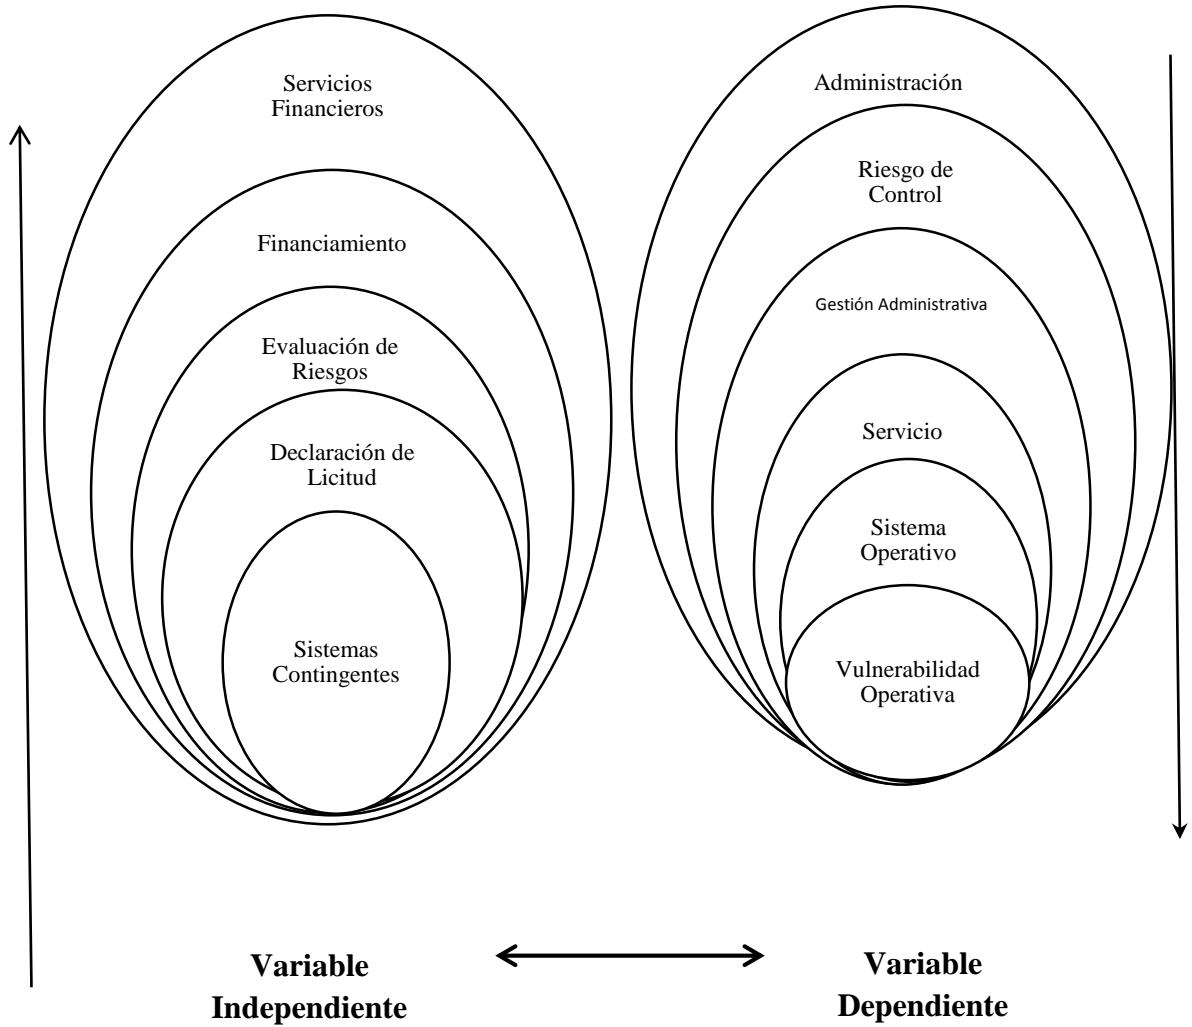 Servicios
Financieros
Financiamiento
Evaluación de
Riesgos
Declaración de
Licitud
Sistemas
Contingentes
Administración
Riesgo de
Control
Gestión Administrativa
Servicio
Sistema
Operativo
Vulnerabilidad
Operativa
Variable
Independiente
Variable
Dependiente